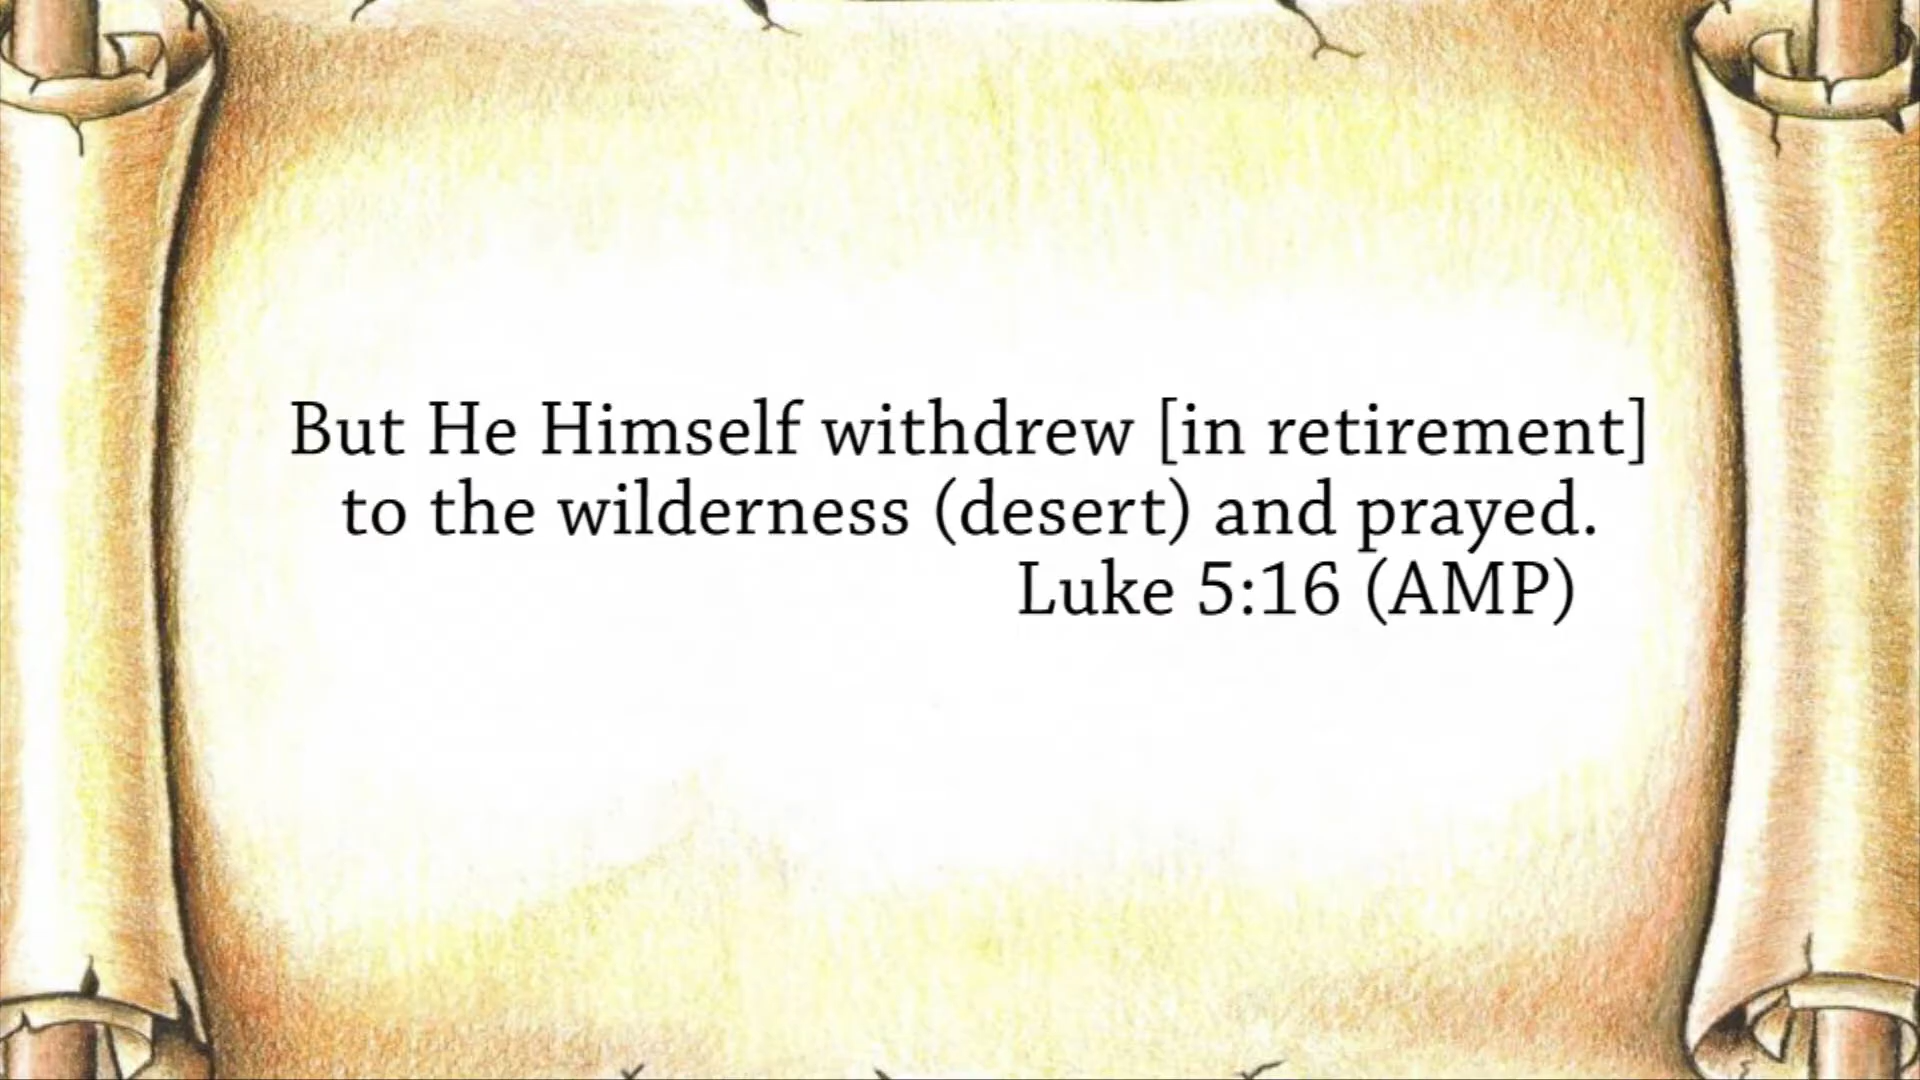 But He Himself withdrew [in retirement]
to the wilderness (desert) and prayed.
Luke 5:16 (AMP)